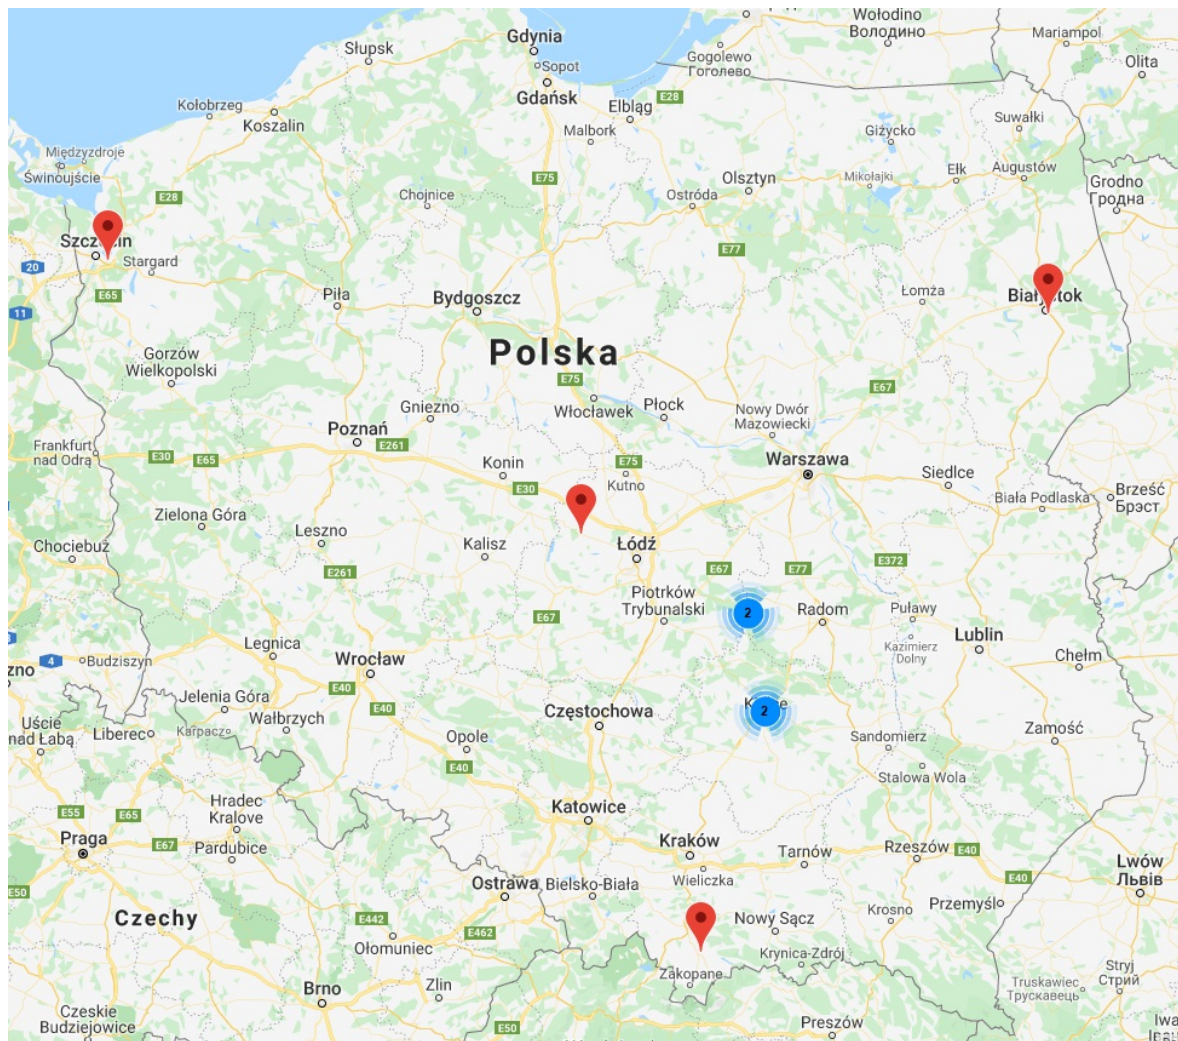 Wołodino
Володино
Mariampol
Gdynia
Słupsk
Sopot
Gogolewo
Гоголево
Olita
Gdańsk
Elbląg
E28
Kołobrzeg
Koszalin
Malbork
Giżycko
Suwałki
Międzyzdroje
Świnoujście
E75
Olsztyn
Mikołajki
Ełk
Augustów
Grodno
Гродна
E28
Chojnice
Ostróda
Stargard
E77
20
E65
Piła
Bydgoszcz
Łomża
11
Polska
Gorzów
Wielkopolski
E75
E67
Włocławek
Płock
Nowy Dwór
Mazowiecki
Gniezno
Poznań
E261
Frankfurt
nad Odrą
E30
E65
Konin
E75
Warszawa
Siedlce
E30
Kutno
Biała Podlaska
Brześć
Брэст
Zielona Góra
Leszno
Kalisz
Łódź
Chociebuż
E261
E67
E77
E372
Piotrków
Trybunalski
2
Radom
Puławy
E67
Kazimierz
Dolny
Lublin
Legnica
4
Budziszyn
Wrocław
Chełm
E40
Jelenia Góra
E40
Częstochowa
2
Wałbrzych
Uście
nad Łabą
Liberec
Karpacz
Opole
Sandomierz
Zamość
E40
Stalowa Wola
Hradec
Kralove
Katowice
E55
E65
Praga
E67
Pardubice
Kraków
Tarnów
Rzeszów
E40
Lwów
Львів
E50
Wieliczka
E40
Ostrawa
Bielsko-Biała
Przemyśl
Czechy
E442
Nowy Sącz
Krosno
E462
Ołomuniec
Krynica-Zdrój
Zakopane
Stryj
Стрий
Truskawiec
Трускавець
Brno
Zlin
Czeskie
Budziejowice
E50
Preszów